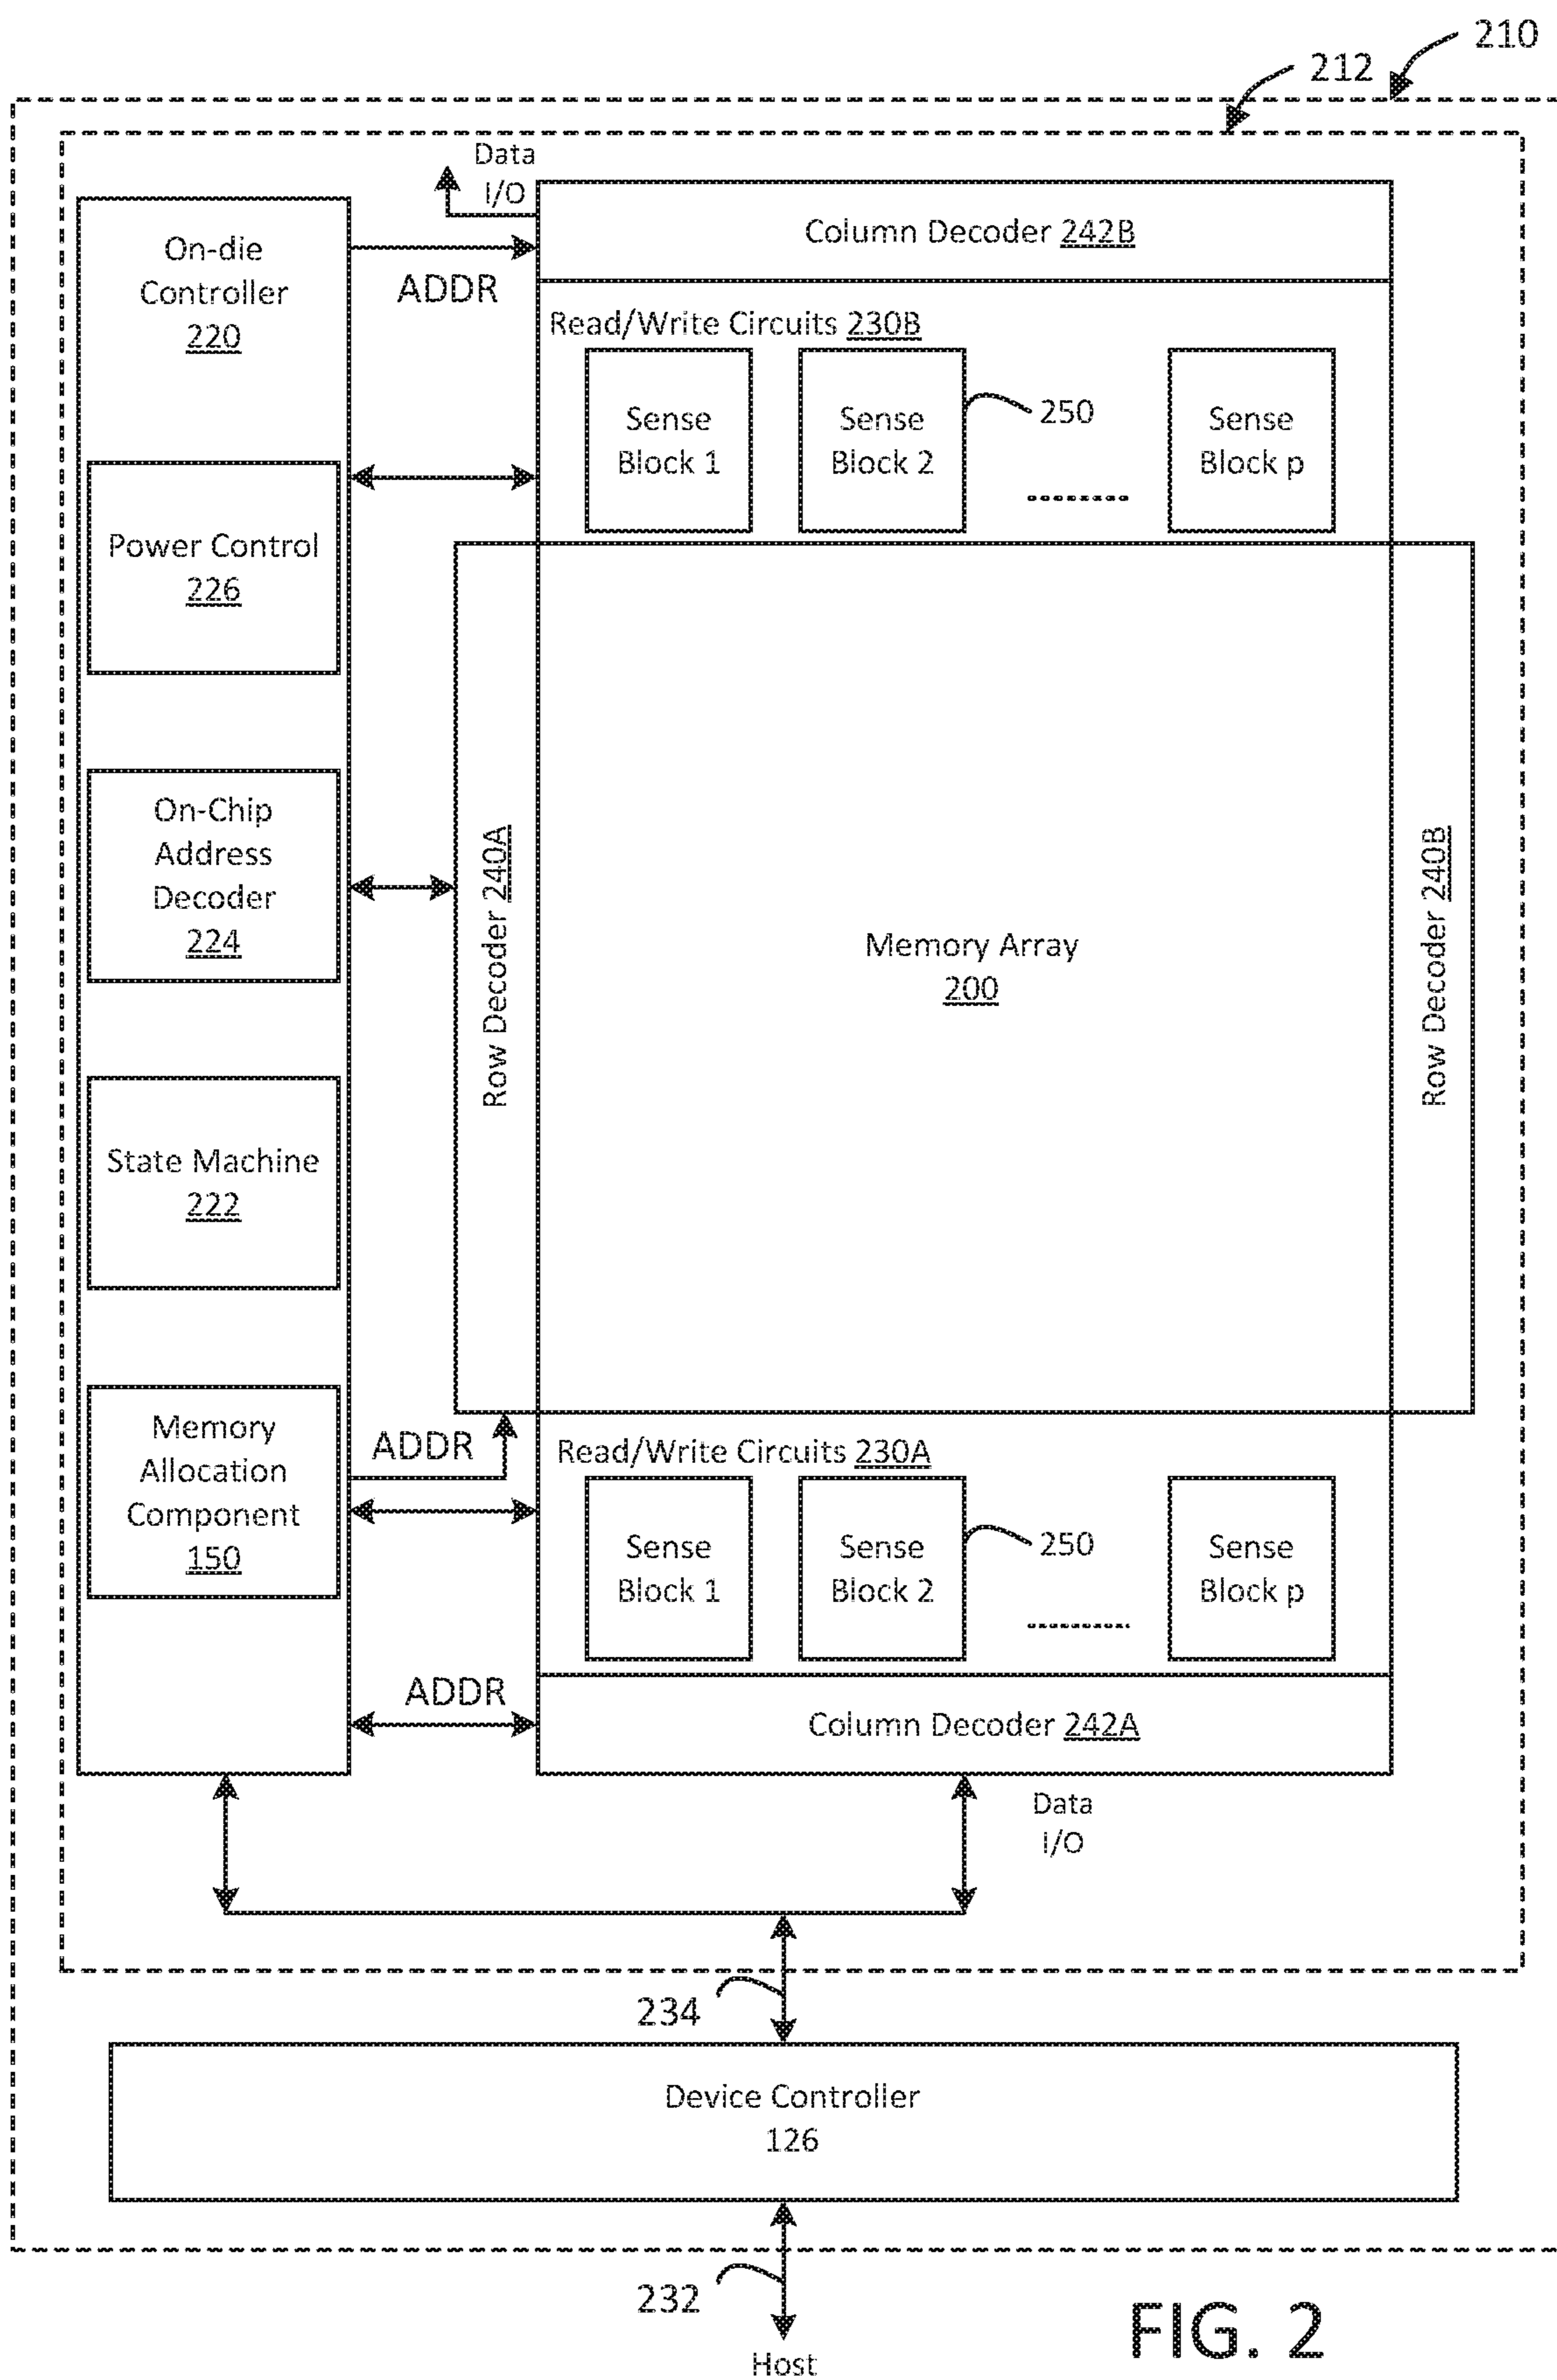 210
212
Data
I/O
Column Decoder 242B
On-die
Controller
220
ADDR
Read/Write Circuits 230B
Sense
Block 1
Sense
Block 2
250
Sense
Block p
Power Control
226
On-Chip
Address
Decoder
224
Row Decoder 240A
Memory Array
200
Row Decoder 240B
State Machine
222
Memory
Allocation
Component
150
ADDR
Read/Write Circuits 230A
Sense
Block 1
Sense
Block 2
250
Sense
Block p
ADDR
Column Decoder 242A
Data
I/O
234
Device Controller
126
232
Host
FIG. 2